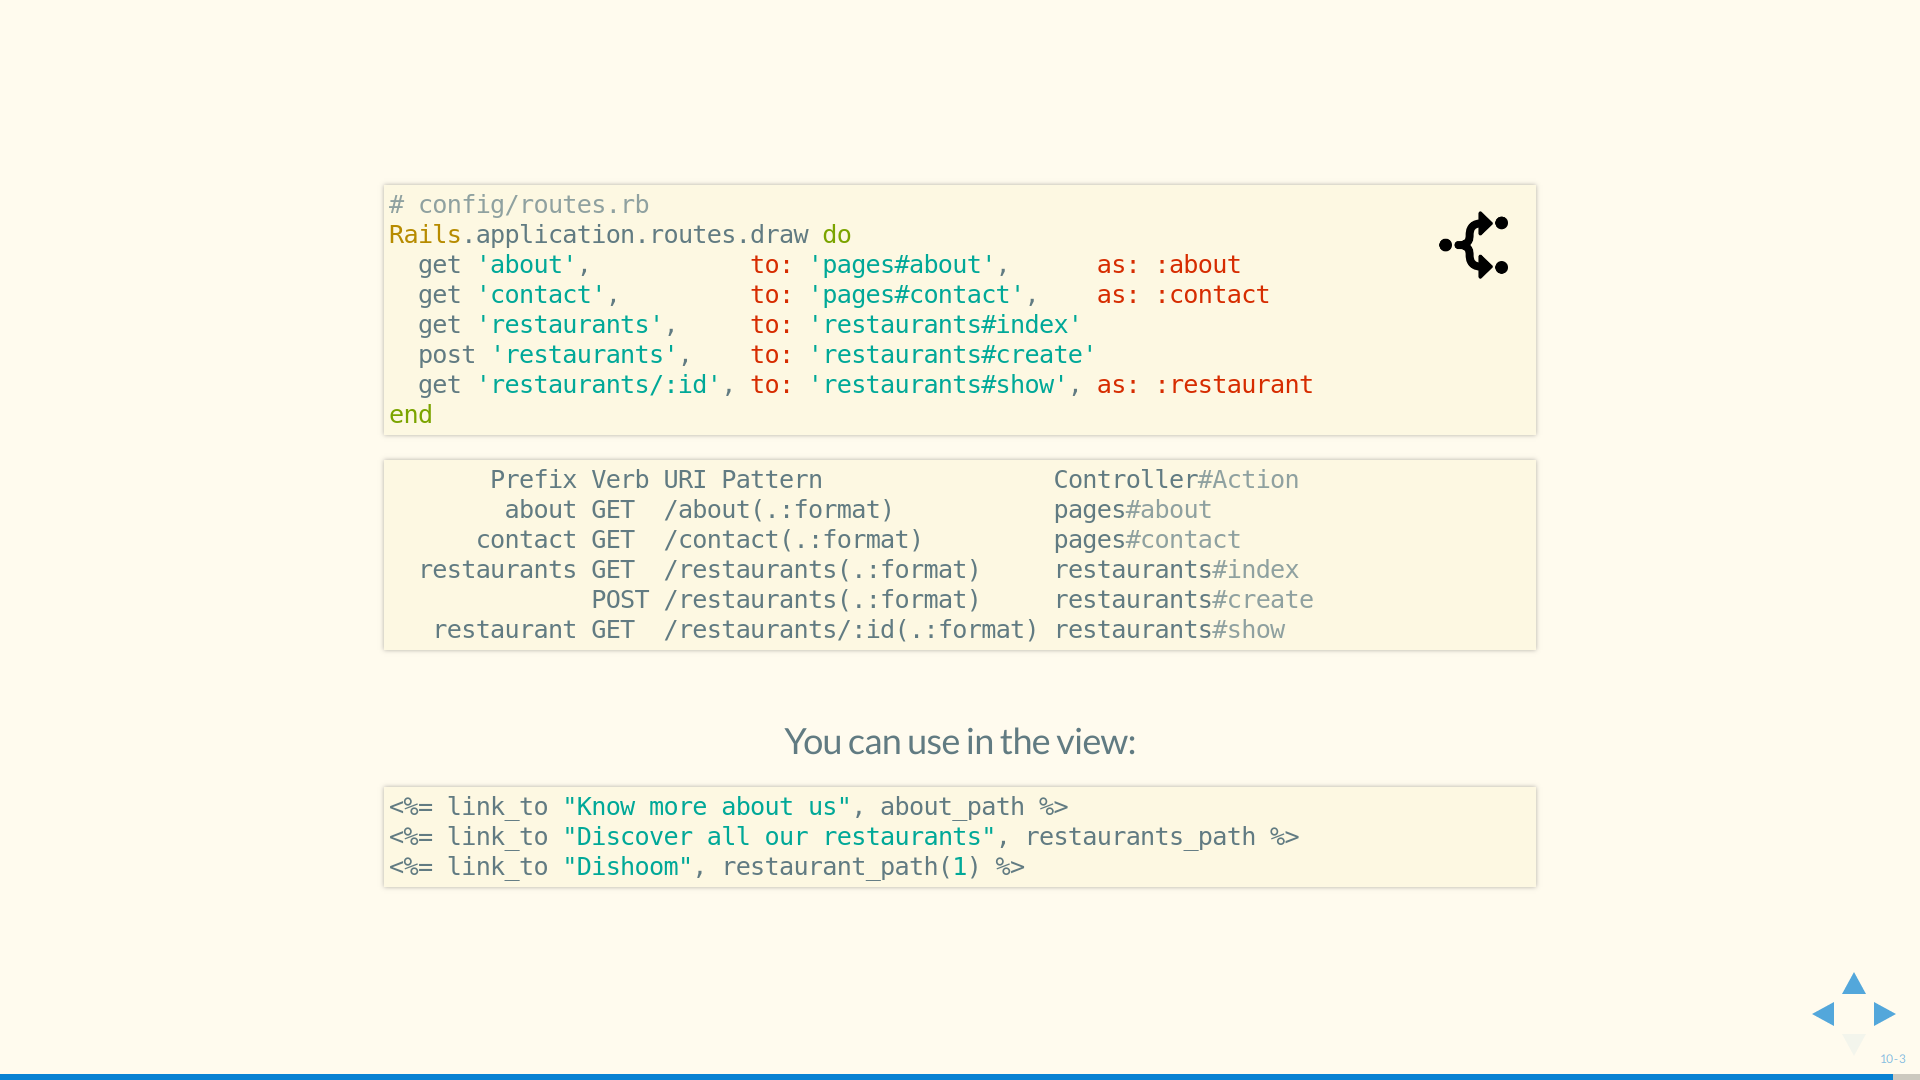 # config/routes.rb
Rails.application.routes.draw do
  get 'about',           to: 'pages#about',      as: :about
  get 'contact',         to: 'pages#contact',    as: :contact
  get 'restaurants',     to: 'restaurants#index'
  post 'restaurants',    to: 'restaurants#create'
  get 'restaurants/:id', to: 'restaurants#show', as: :restaurant
end
       Prefix Verb URI Pattern                Controller#Action
        about GET  /about(.:format)           pages#about
      contact GET  /contact(.:format)         pages#contact
  restaurants GET  /restaurants(.:format)     restaurants#index
              POST /restaurants(.:format)     restaurants#create
   restaurant GET  /restaurants/:id(.:format) restaurants#show
You can use in the view:
<%= link_to "Know more about us", about_path %>
<%= link_to "Discover all our restaurants", restaurants_path %>
<%= link_to "Dishoom", restaurant_path(1) %>
10-3